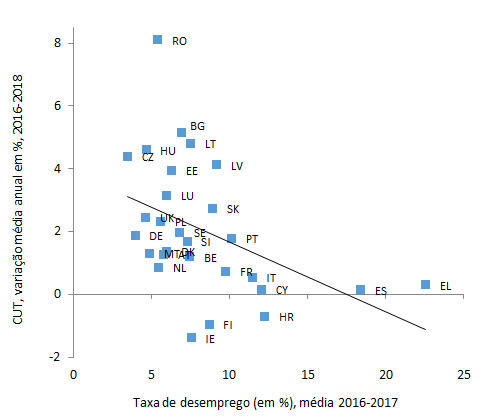 CUT, variação média anual em %, 2016-2018
8
6
4
2
0
-2
RO
BG
LT
HU
CZ
LV
EE
LU
SK
UK
PL
SE
DE
SI
PT
MT
AT
DK
BE
NL
FR
IT
CY
ES
EL
HR
FI
IE
0 5 10 15 20 25
Taxa de desemprego (em %), média 2016-2017